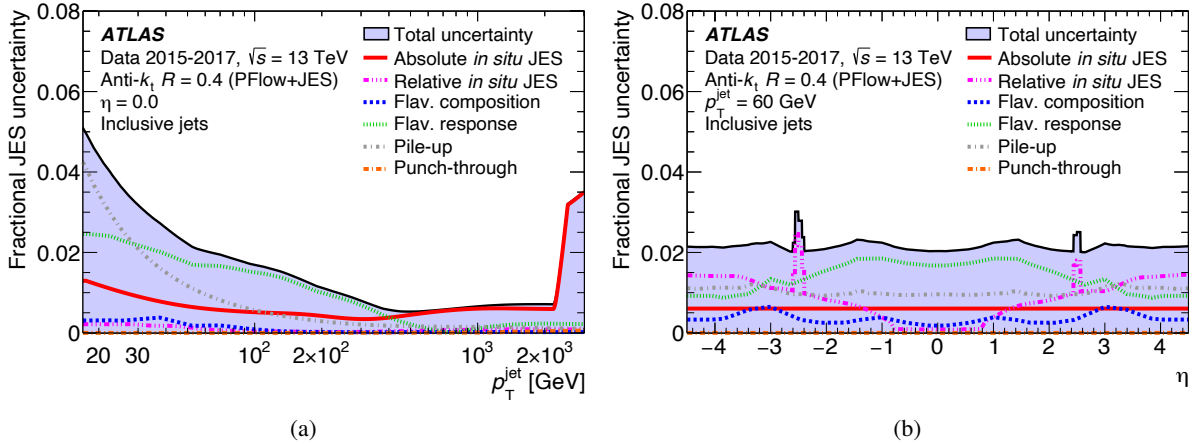 Fractional JES uncertainty
0.08
0.06
0.04
0.02
0
ATLAS
Data 2015-2017, √s = 13 TeV
Anti-kₜ R = 0.4 (PFlow+JES)
η = 0.0
Inclusive jets
Total uncertainty
Absolute in situ JES
Relative in situ JES
Flav. composition
Flav. response
Pile-up
Punch-through
20 30 10² 2×10² 10³ 2×10³
p_T^jet [GeV]
(a)
Fractional JES uncertainty
0.08
0.06
0.04
0.02
0
ATLAS
Data 2015-2017, √s = 13 TeV
Anti-kₜ R = 0.4 (PFlow+JES)
p_T^jet = 60 GeV
Inclusive jets
Total uncertainty
Absolute in situ JES
Relative in situ JES
Flav. composition
Flav. response
Pile-up
Punch-through
−4 −3 −2 −1 0 1 2 3 4
η
(b)